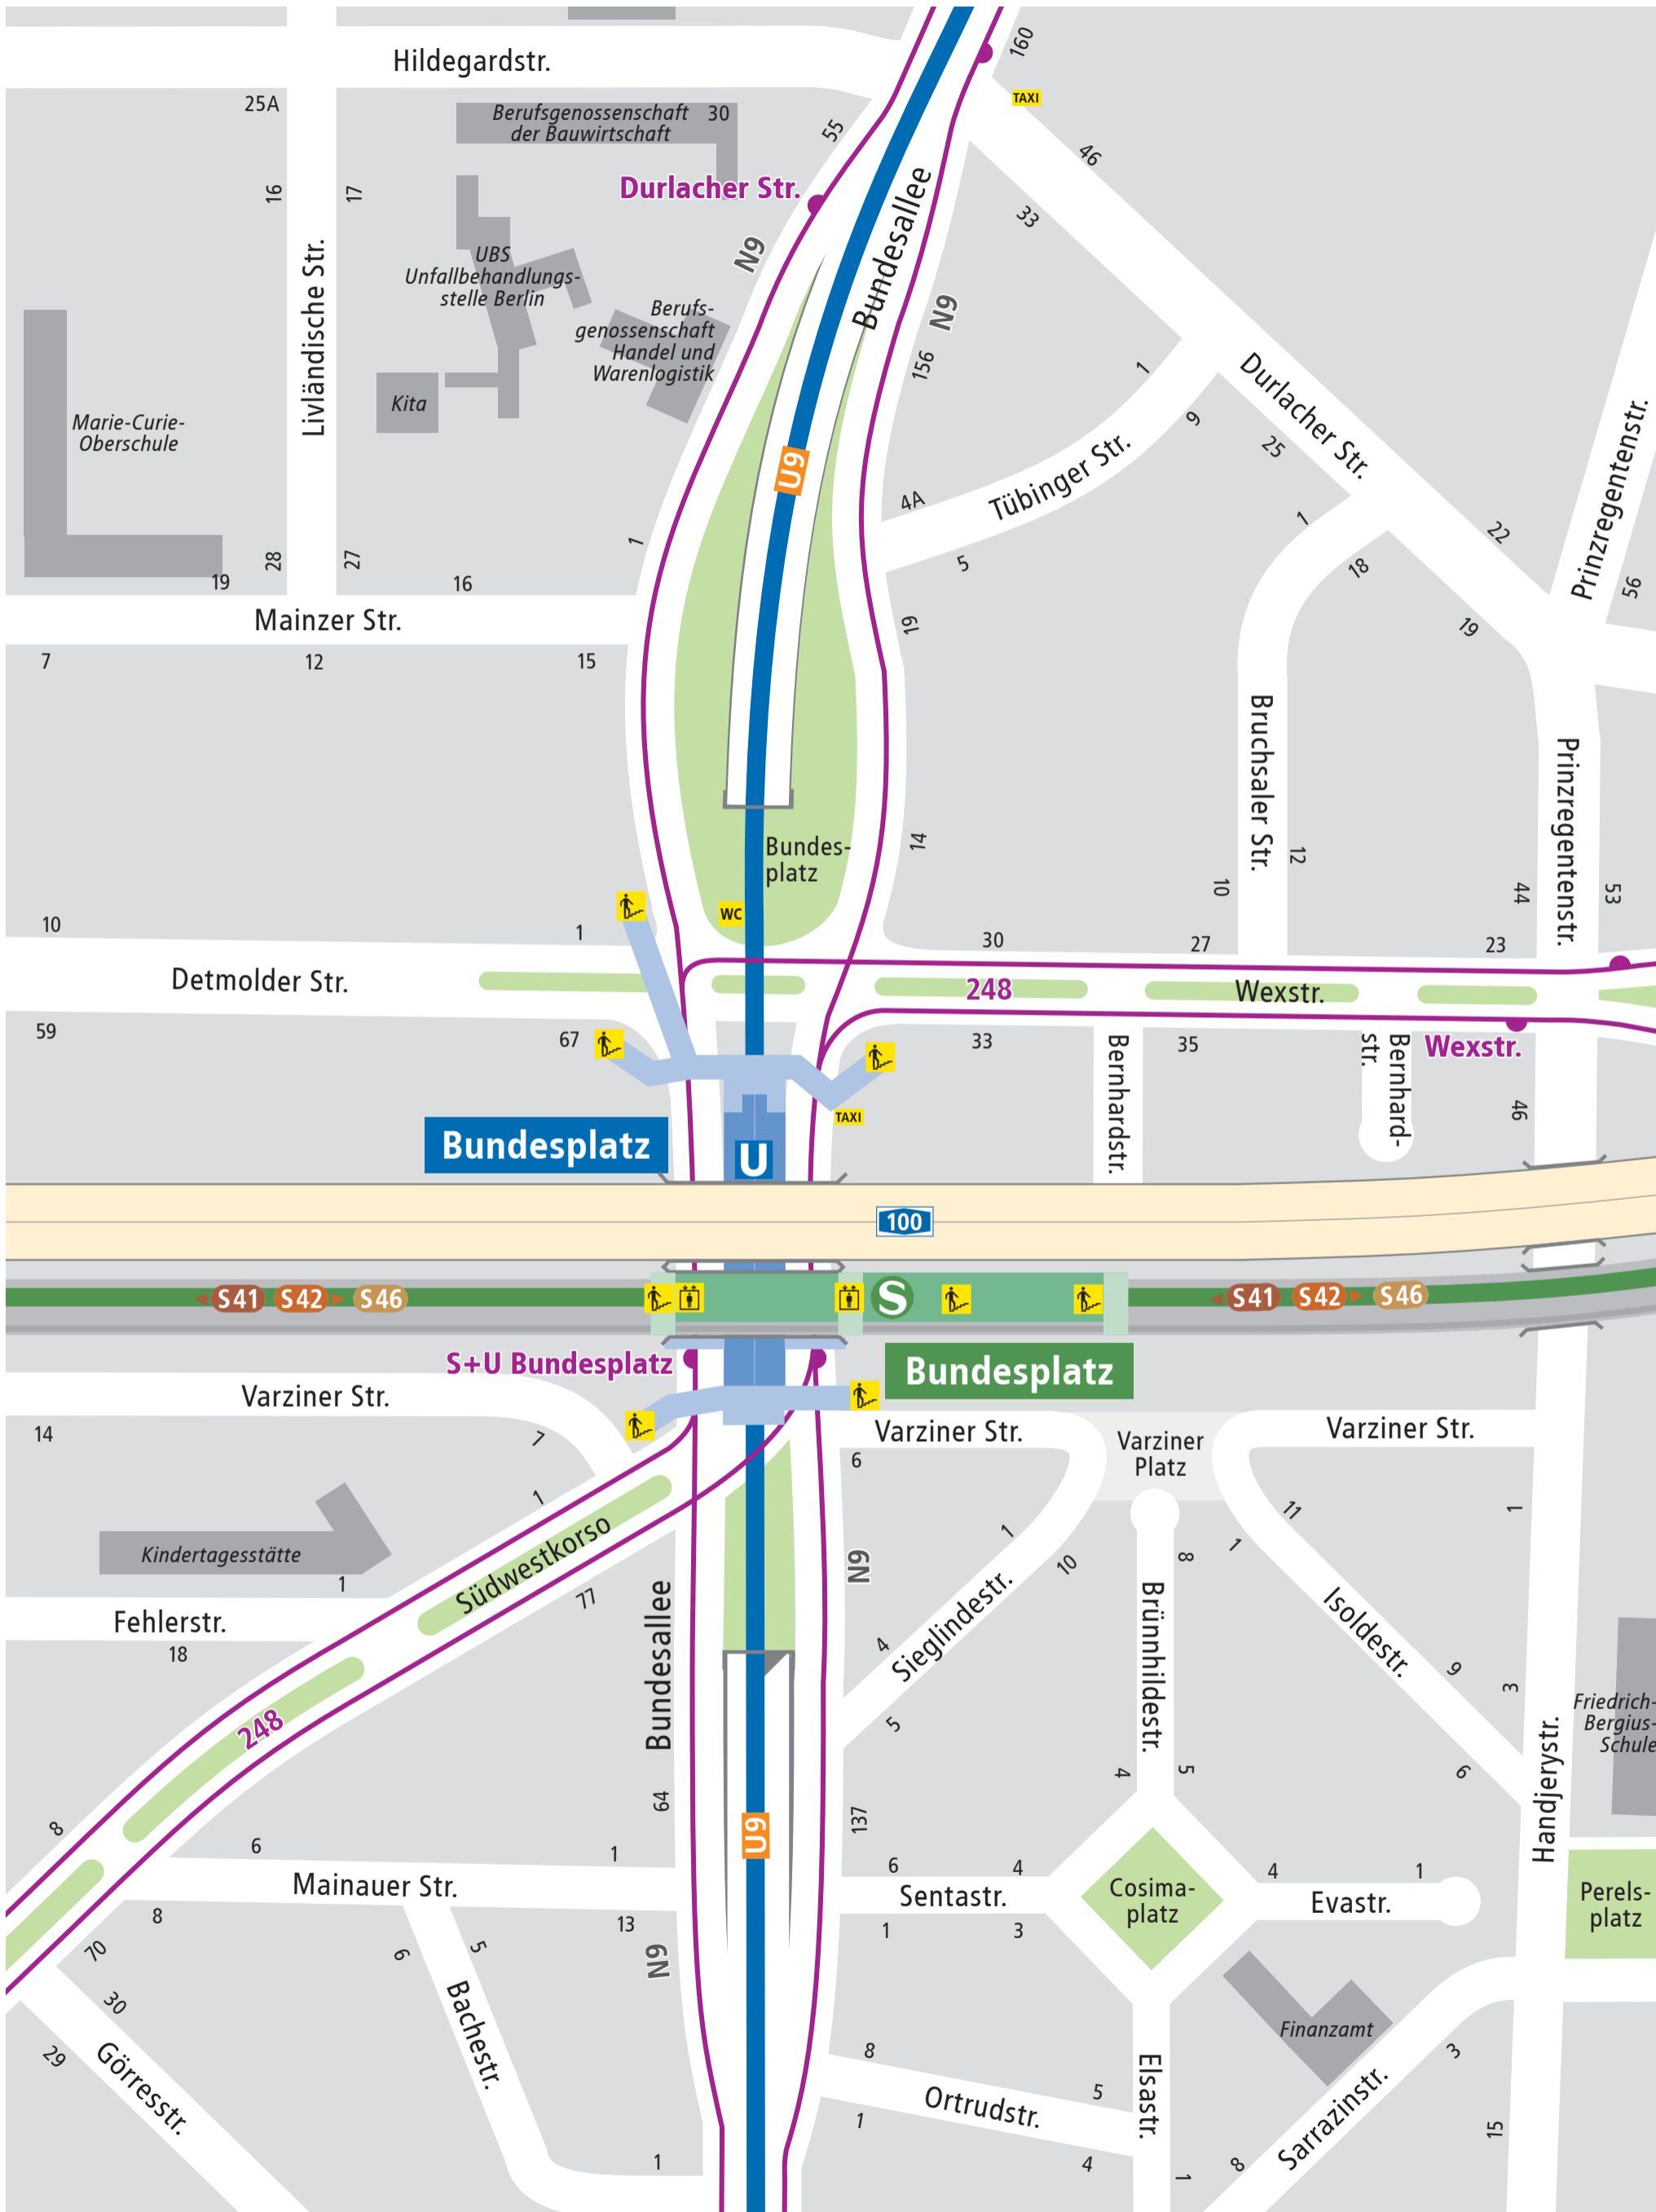 Hildegardstr.
160
TAXI
25A
Berufsgenossenschaft
der Bauwirtschaft
30
55
46
16
17
Durlacher Str.
33
N9
Bundesallee
UBS
Unfallbehandlungs-
stelle Berlin
Livländische Str.
Berufs-
genossenschaft
Handel und
Warenlogistik
N9
156
1
Kita
Marie-Curie-
Oberschule
Durlacher Str.
Prinzregentenstr.
9
25
U9
Tübinger Str.
4A
1
22
1
5
18
28
27
19
16
56
Mainzer Str.
19
19
7
12
15
Bruchsaler Str.
Prinzregentenstr.
Bundes-
platz
14
12
10
44
53
WC
10
1
30
27
23
Detmolder Str.
248
Wexstr.
59
67
33
35
Bernhardstr.
Bernhard-
str.
Wexstr.
TAXI
46
Bundesplatz
U
100
S41
S42
S46
S
S41
S42
S46
S+U Bundesplatz
Bundesplatz
Varziner Str.
14
7
Varziner Str.
6
Varziner
Platz
Varziner Str.
1
1
11
1
1
10
8
Kindertagesstätte
1
Südwestkorso
77
N9
Fehlerstr.
18
Bundesallee
4
Sieglindestr.
5
Brünnhildestr.
Isoldestr.
9
3
Friedrich-
Bergius-
Schule
248
4
5
6
Handjerystr.
64
U9
137
8
6
1
6
4
4
1
Mainauer Str.
Sentastr.
Cosima-
platz
Evastr.
Perels-
platz
8
13
1
3
70
6
5
N9
30
Bachestr.
Finanzamt
29
Görresstr.
8
5
3
Ortrudstr.
Elsastr.
Sarrazinstr.
1
15
1
4
1
8